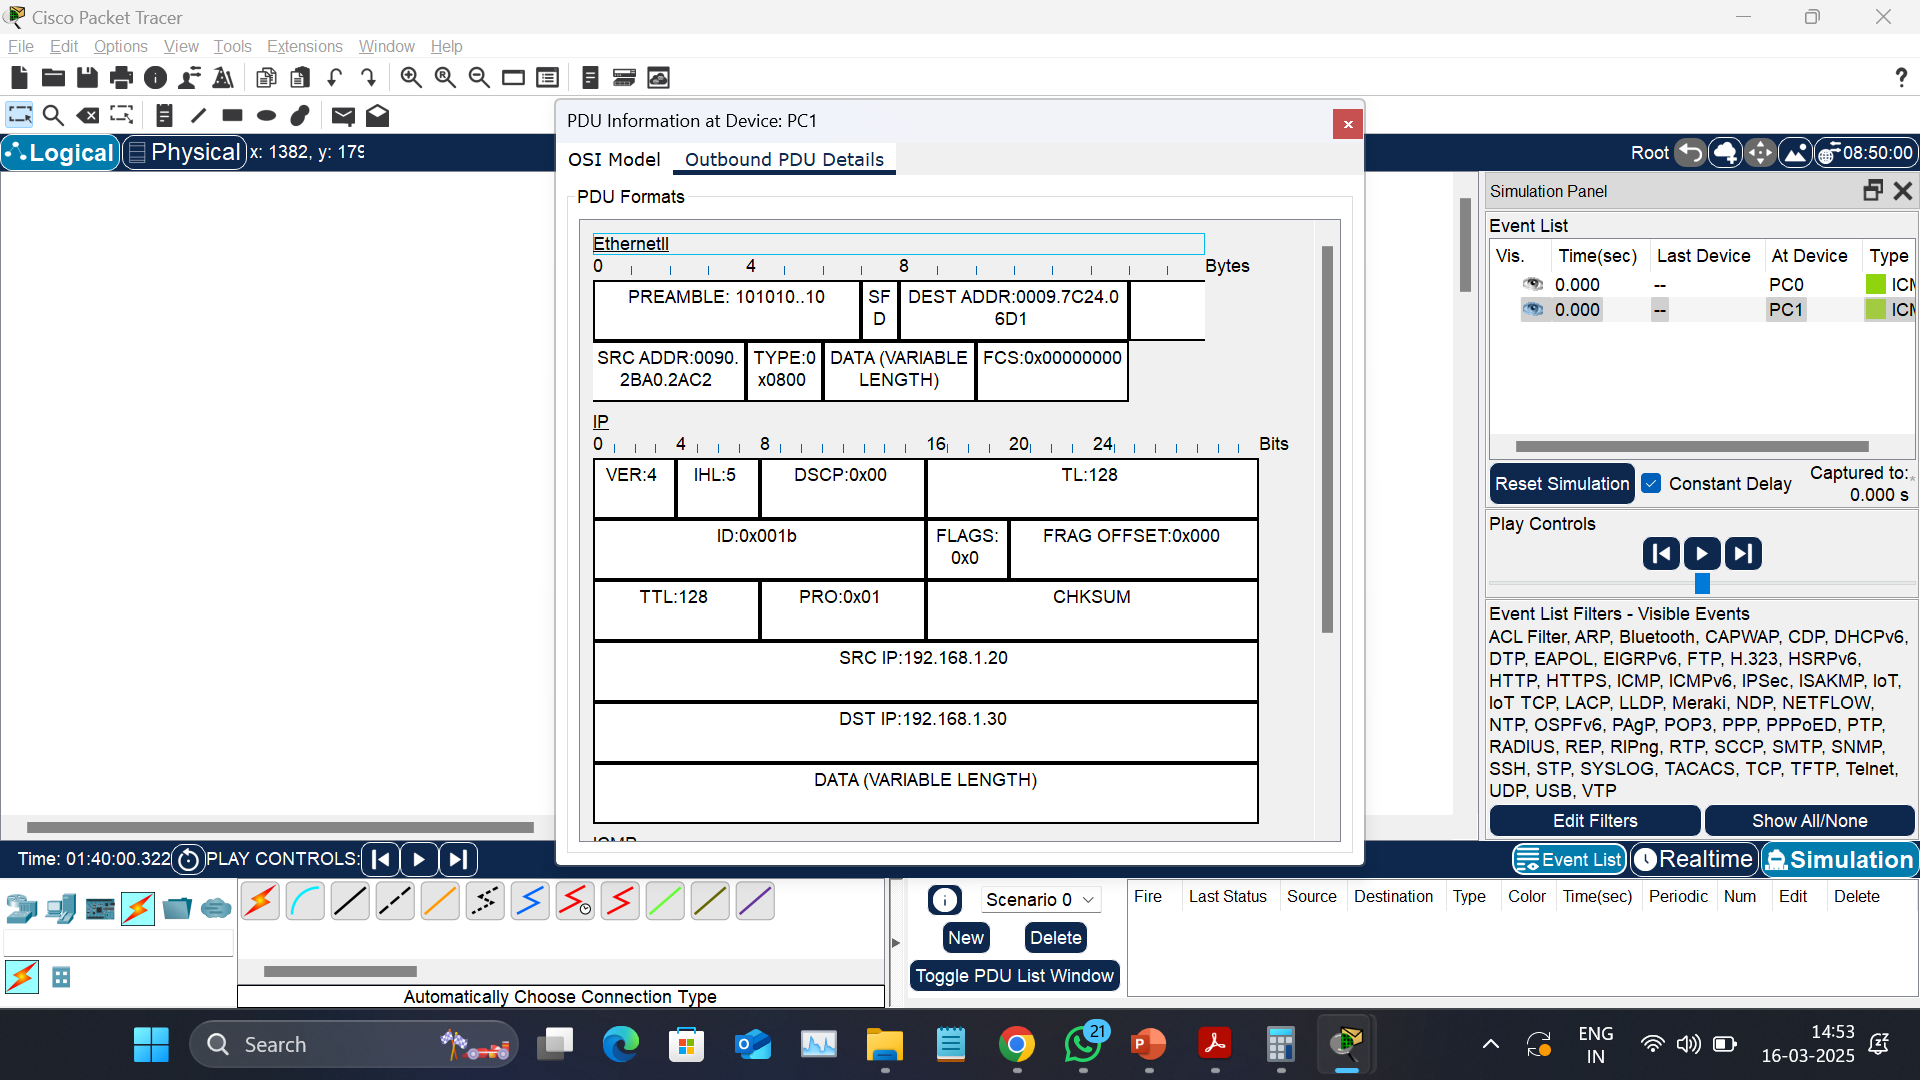 Cisco Packet Tracer
File Edit Options View Tools Extensions Window Help
?
Logical Physical x: 1382, y: 179
Root 08:50:00
PDU Information at Device: PC1
OSI Model Outbound PDU Details
PDU Formats
EthernetII
0 4 8 Bytes
PREAMBLE: 101010..10
SF
D
DEST ADDR:0009.7C24.0
6D1
SRC ADDR:0090.
2BA0.2AC2
TYPE:0
x0800
DATA (VARIABLE
LENGTH)
FCS:0x00000000
IP
0 4 8 16 20 24 Bits
VER:4 IHL:5 DSCP:0x00 TL:128
ID:0x001b
FLAGS:
0x0
FRAG OFFSET:0x000
TTL:128 PRO:0x01 CHKSUM
SRC IP:192.168.1.20
DST IP:192.168.1.30
DATA (VARIABLE LENGTH)
Simulation Panel
Event List
Vis. Time(sec) Last Device At Device Type
0.000 -- PC0 ICM
0.000 -- PC1 ICM
Reset Simulation Constant Delay
Captured to:
0.000 s
Play Controls
Event List Filters - Visible Events
ACL Filter, ARP, Bluetooth, CAPWAP, CDP, DHCPv6,
DTP, EAPOL, EIGRPv6, FTP, H.323, HSRPv6,
HTTP, HTTPS, ICMP, ICMPv6, IPSec, ISAKMP, IoT,
IoT TCP, LACP, LLDP, Meraki, NDP, NETFLOW,
NTP, OSPFv6, PAgP, POP3, PPP, PPPoED, PTP,
RADIUS, REP, RIPng, RTP, SCCP, SMTP, SNMP,
SSH, STP, SYSLOG, TACACS, TCP, TFTP, Telnet,
UDP, USB, VTP
Edit Filters Show All/None
Time: 01:40:00.322 PLAY CONTROLS:
Event List Realtime Simulation
Automatically Choose Connection Type
Scenario 0
New Delete
Toggle PDU List Window
Fire Last Status Source Destination Type Color Time(sec) Periodic Num Edit Delete
Search
21
ENG
IN
14:53
16-03-2025